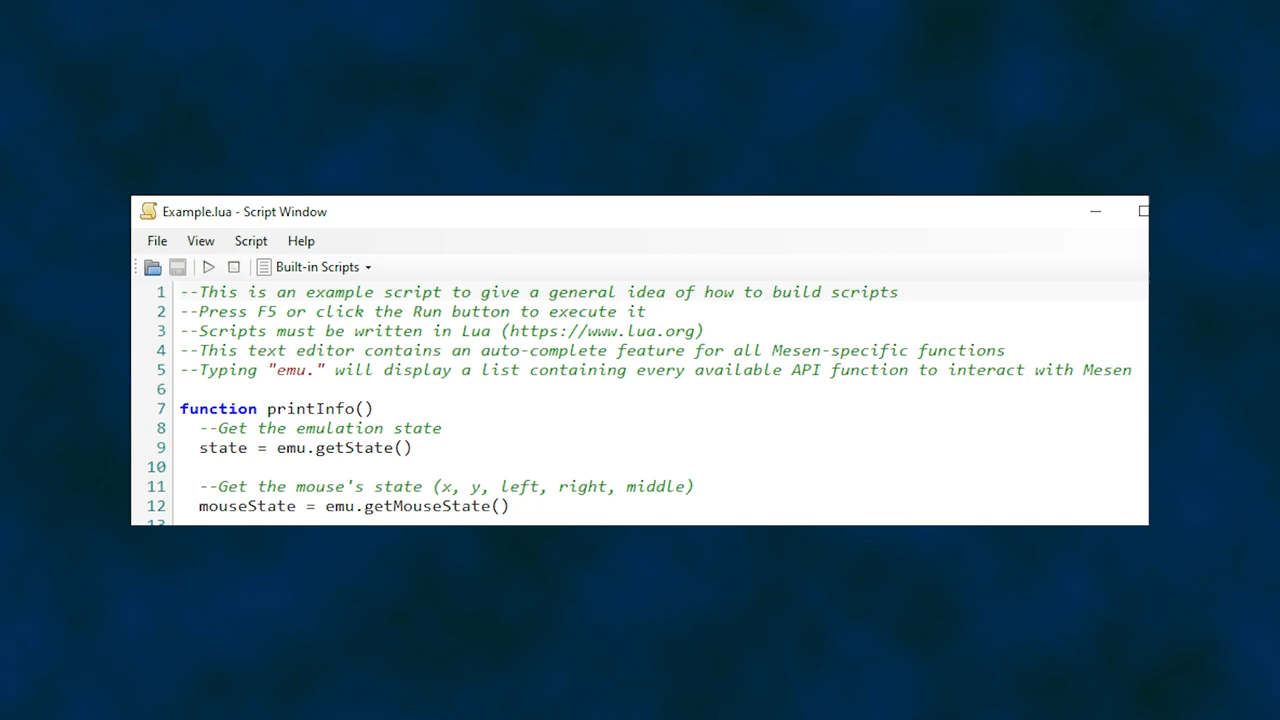 Example.lua - Script Window
File View Script Help
Built-in Scripts
1 --This is an example script to give a general idea of how to build scripts
2 --Press F5 or click the Run button to execute it
3 --Scripts must be written in Lua (https://www.lua.org)
4 --This text editor contains an auto-complete feature for all Mesen-specific functions
5 --Typing "emu." will display a list containing every available API function to interact with Mesen
6
7 function printInfo()
8 --Get the emulation state
9 state = emu.getState()
10
11 --Get the mouse's state (x, y, left, right, middle)
12 mouseState = emu.getMouseState()
13